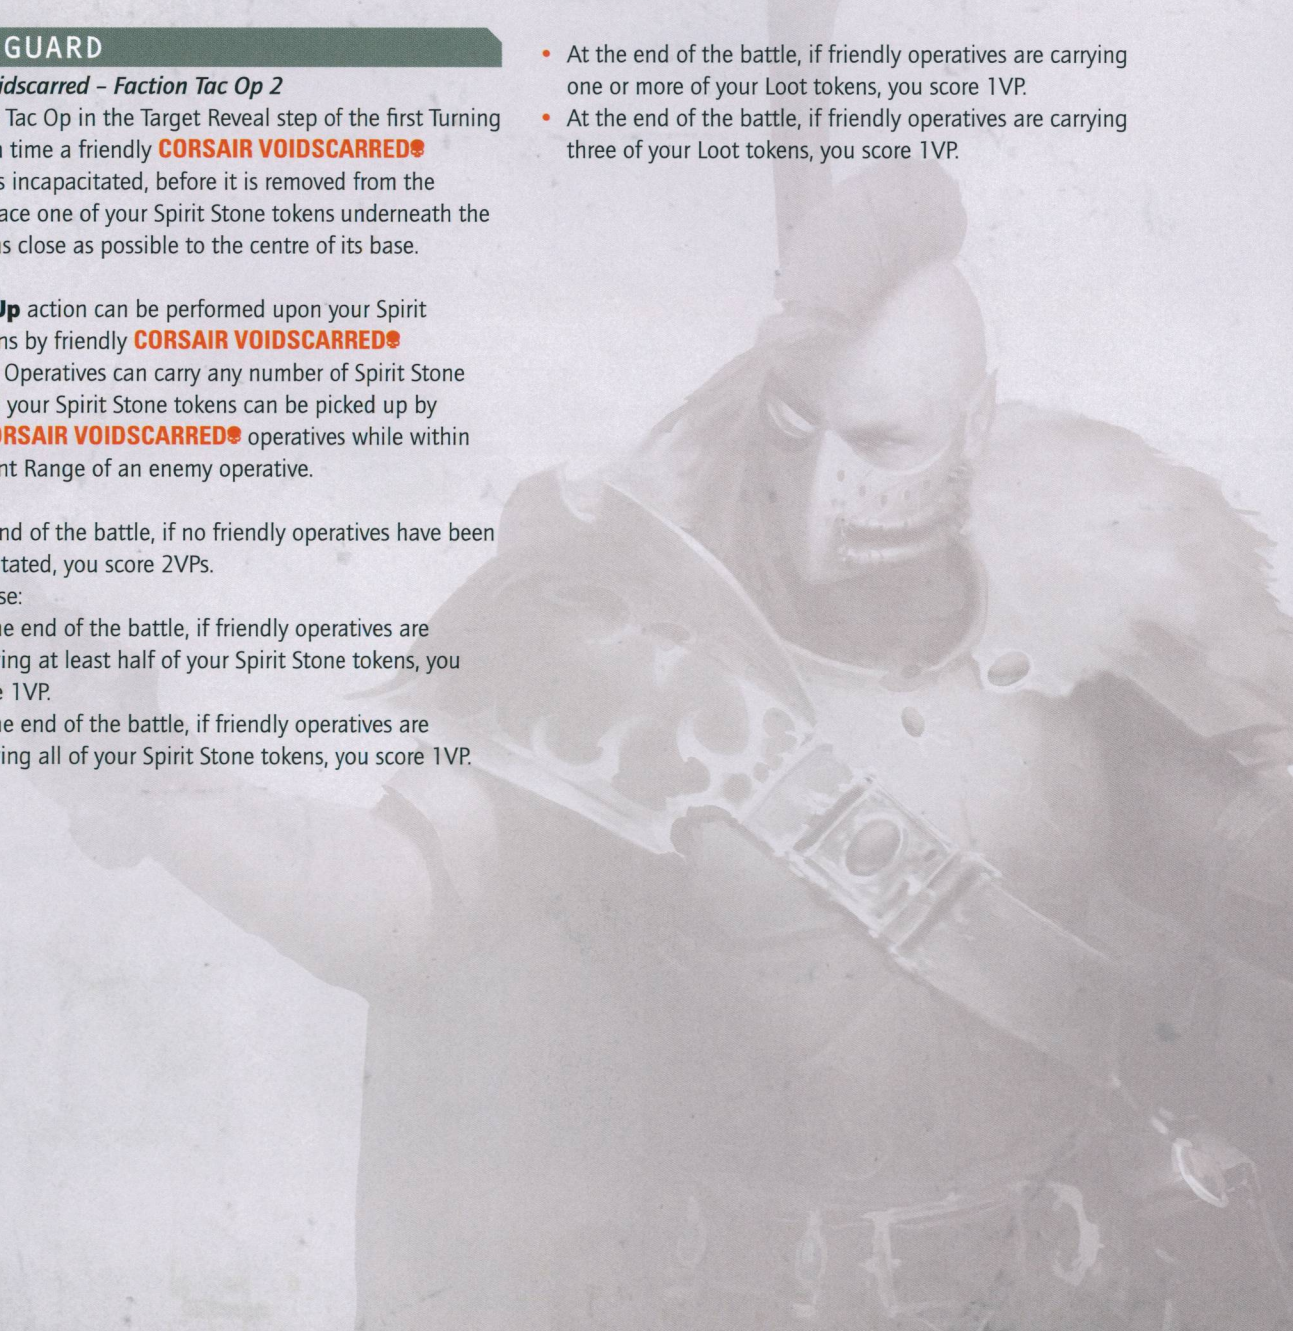 GUARD
idscarred – Faction Tac Op 2
Tac Op in the Target Reveal step of the first Turning
time a friendly CORSAIR VOIDSCARRED
s incapacitated, before it is removed from the
ace one of your Spirit Stone tokens underneath the
s close as possible to the centre of its base.
Up action can be performed upon your Spirit
ns by friendly CORSAIR VOIDSCARRED
Operatives can carry any number of Spirit Stone
your Spirit Stone tokens can be picked up by
ORSAIR VOIDSCARRED operatives while within
nt Range of an enemy operative.
nd of the battle, if no friendly operatives have been
tated, you score 2VPs.
se:
e end of the battle, if friendly operatives are
ing at least half of your Spirit Stone tokens, you
e 1VP.
e end of the battle, if friendly operatives are
ing all of your Spirit Stone tokens, you score 1VP.
• At the end of the battle, if friendly operatives are carrying
one or more of your Loot tokens, you score 1VP.
• At the end of the battle, if friendly operatives are carrying
three of your Loot tokens, you score 1VP.